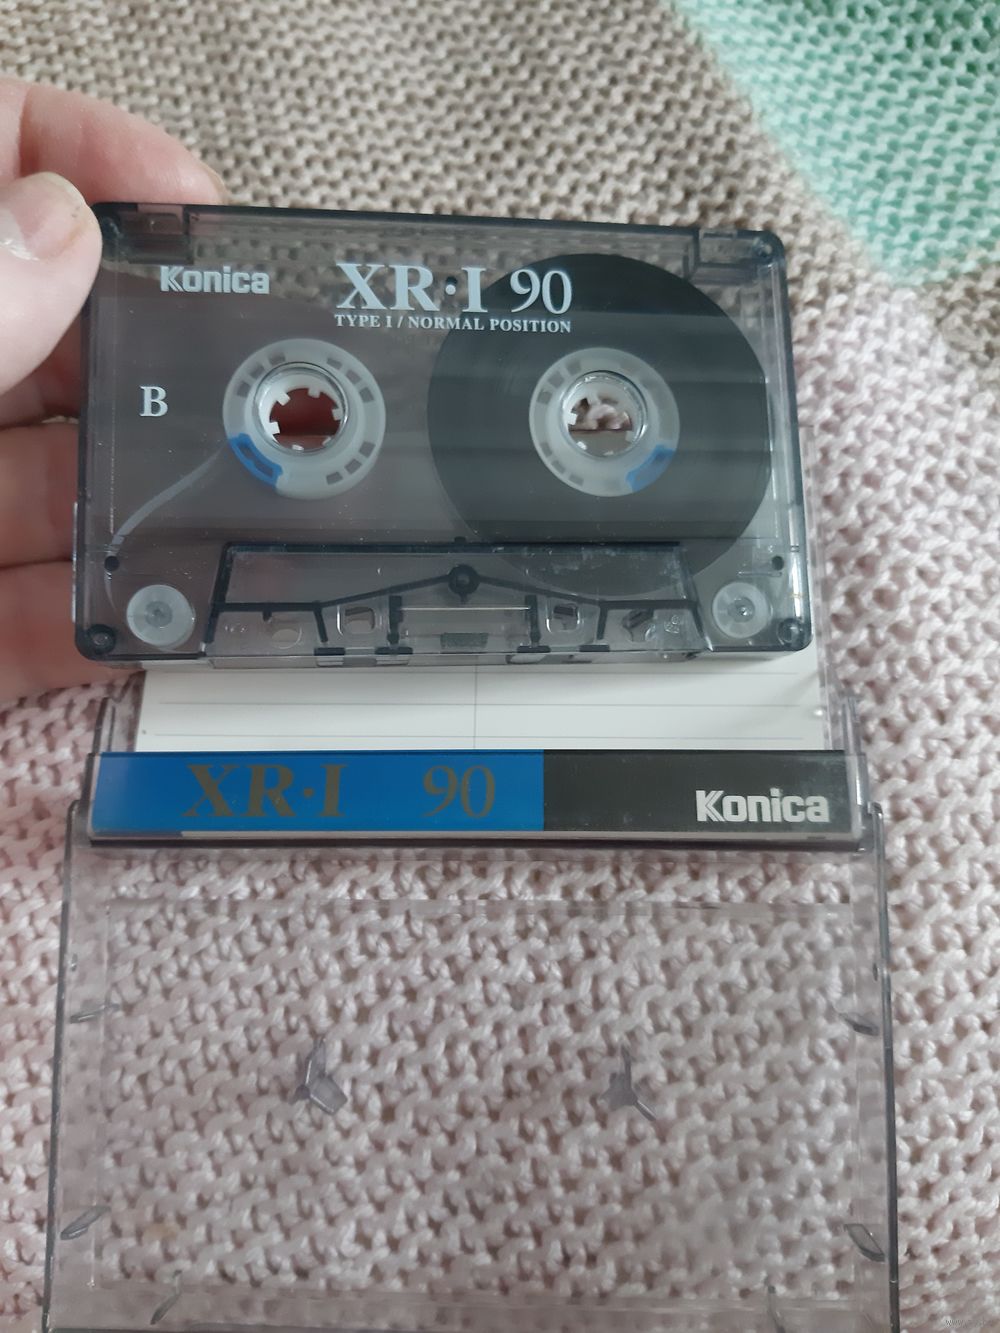 Konica
XR·I 90
TYPE I / NORMAL POSITION
B
XR·I 90
Konica